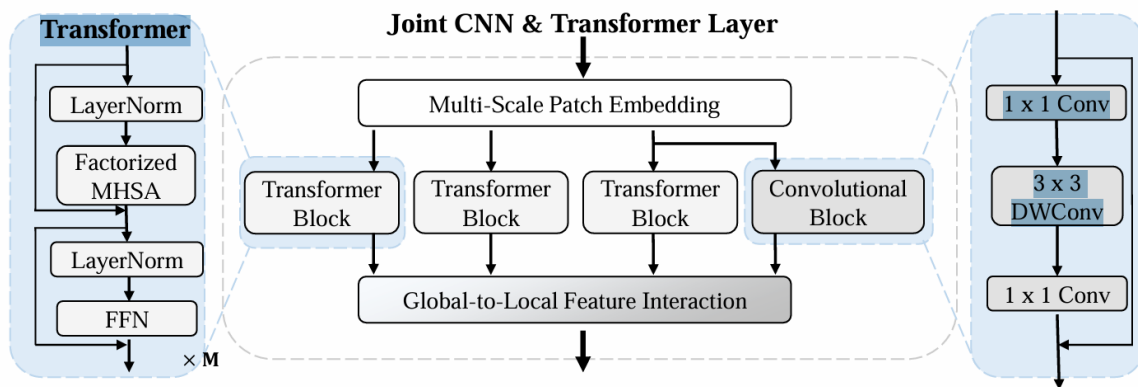 Transformer
LayerNorm
Factorized
MHSA
LayerNorm
FFN
× M
Joint CNN & Transformer Layer
Multi-Scale Patch Embedding
Transformer
Block
Transformer
Block
Transformer
Block
Convolutional
Block
Global-to-Local Feature Interaction
1 x 1 Conv
3 x 3
DWConv
1 x 1 Conv